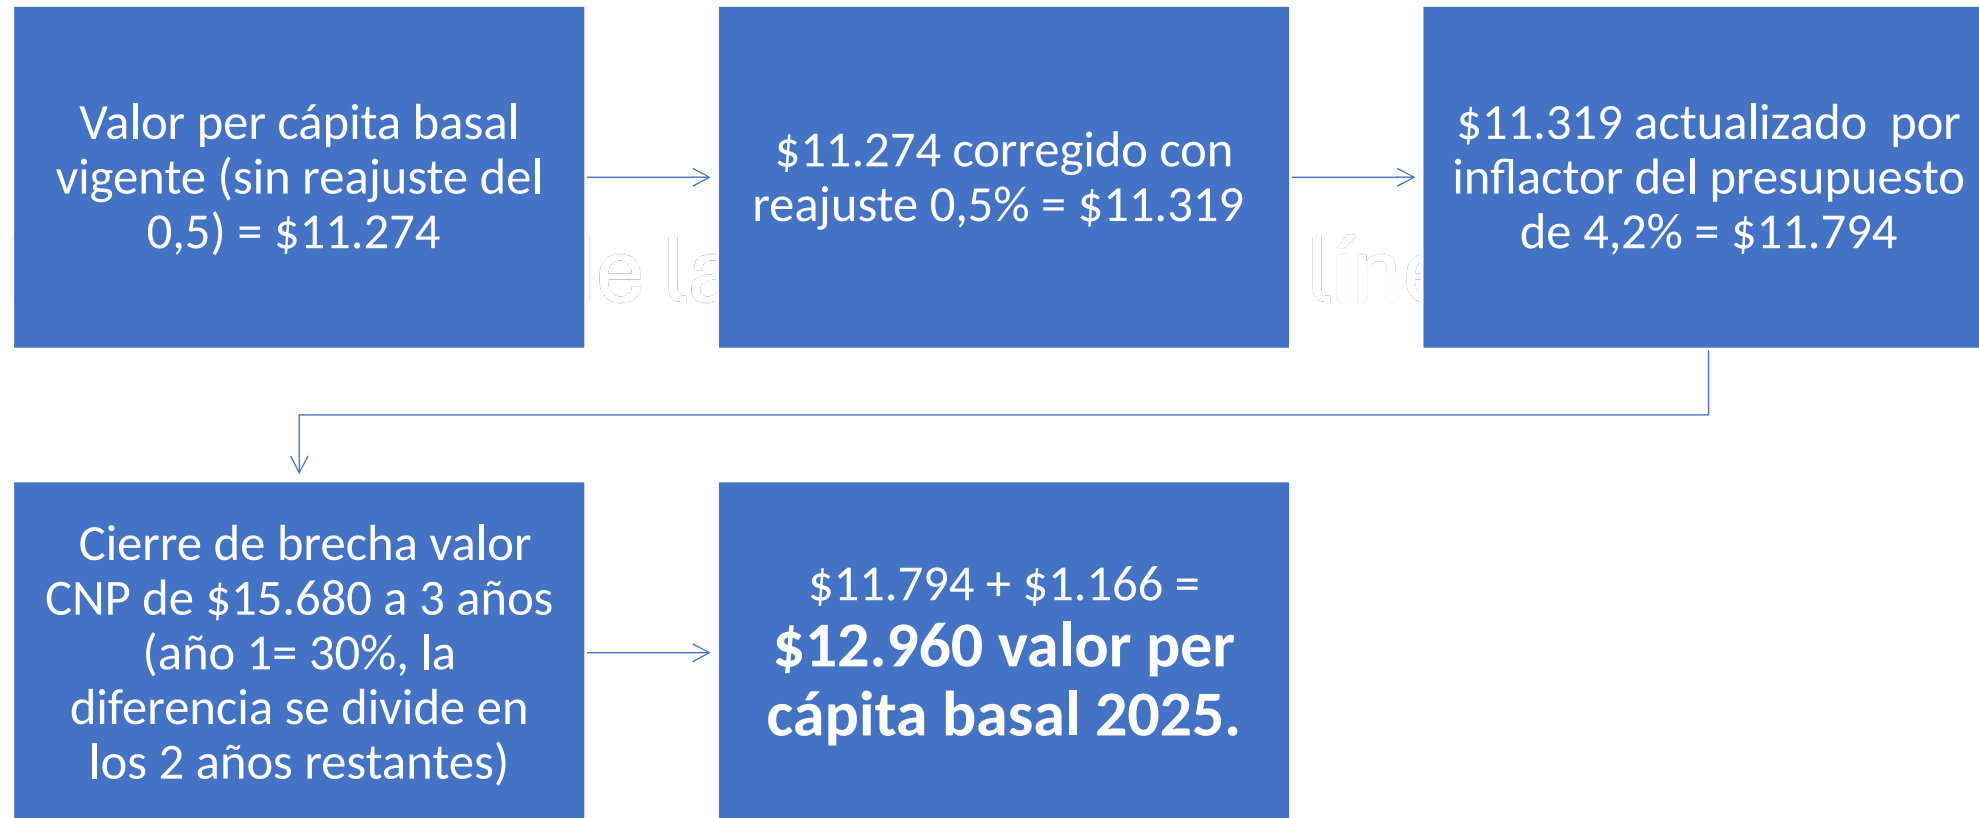 Valor per cápita basal
vigente (sin reajuste del
0,5) = $11.274
$11.274 corregido con
reajuste 0,5% = $11.319
$11.319 actualizado por
inflactor del presupuesto
de 4,2% = $11.794
Cierre de brecha valor
CNP de $15.680 a 3 años
(año 1= 30%, la
diferencia se divide en
los 2 años restantes)
$11.794 + $1.166 =
$12.960 valor per
cápita basal 2025.